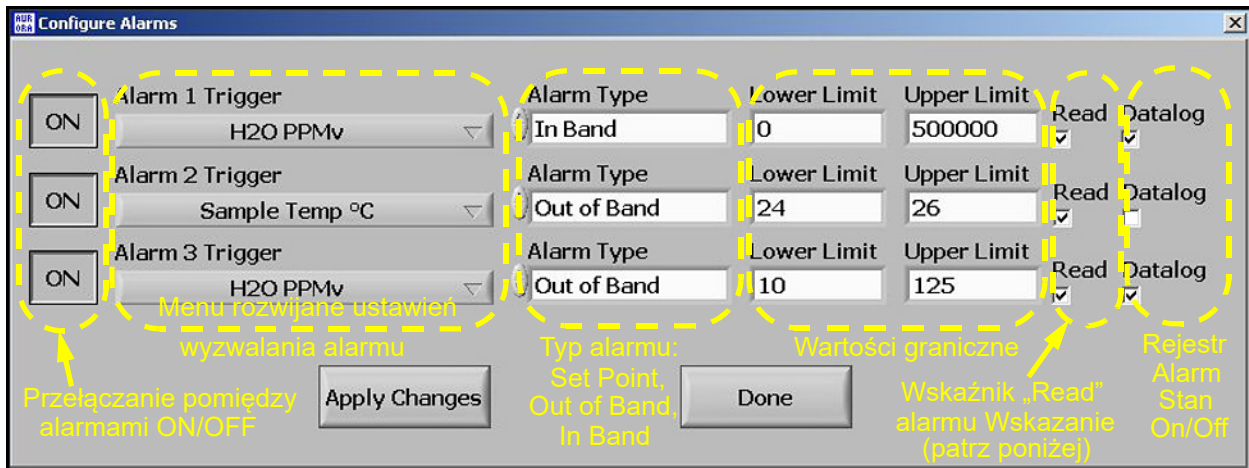 AUR
ORA
Configure Alarms
ON
Alarm 1 Trigger
H2O PPMv
Alarm Type
In Band
Lower Limit
0
Upper Limit
500000
Read
Datalog
ON
Alarm 2 Trigger
Sample Temp ºC
Alarm Type
Out of Band
Lower Limit
24
Upper Limit
26
Read
Datalog
ON
Alarm 3 Trigger
H2O PPMv
Alarm Type
Out of Band
Lower Limit
10
Upper Limit
125
Read
Datalog
Menu rozwijane ustawień
wyzwalania alarmu
Typ alarmu:
Set Point,
Out of Band,
In Band
Wartości graniczne
Rejestr
Alarm
Stan
On/Off
Przełączanie pomiędzy
alarmami ON/OFF
Apply Changes
Done
Wskaźnik „Read”
alarmu Wskazanie
(patrz poniżej)